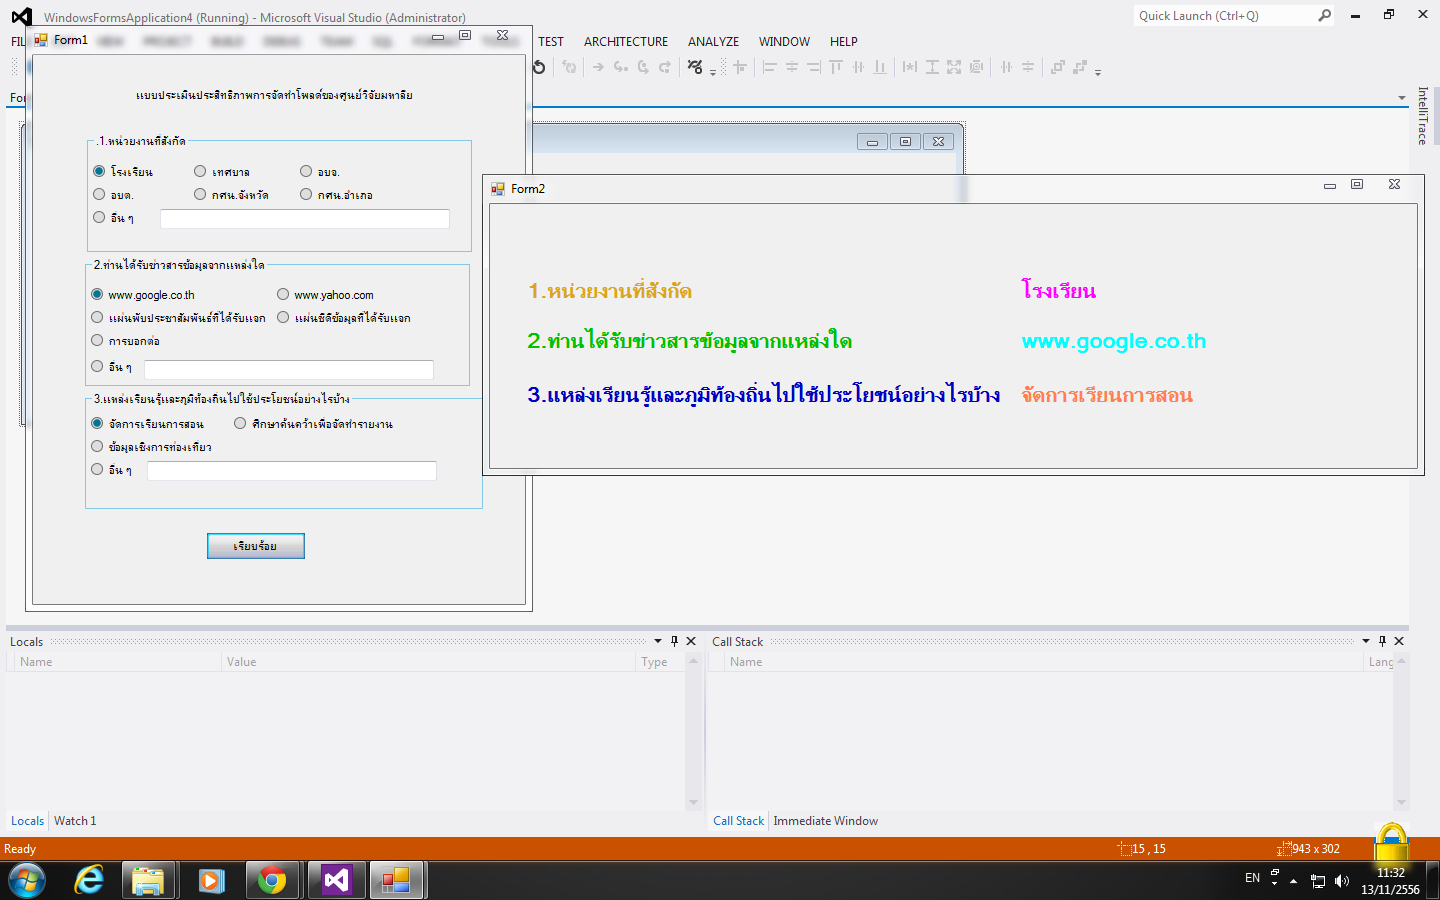 WindowsFormsApplication4 (Running) - Microsoft Visual Studio (Administrator)
Quick Launch (Ctrl+Q)
TEST ARCHITECTURE ANALYZE WINDOW HELP
Form1
แบบประเมินประสิทธิภาพการจัดทำโพลด์ของศูนย์วิจัยมหาลัย
.1.หน่วยงานที่สังกัด
โรงเรียน เทศบาล อบจ.
อบต. กศน.จังหวัด กศน.อำเภอ
อื่น ๆ
2.ท่านได้รับข่าวสารข้อมูลจากแหล่งใด
www.google.co.th www.yahoo.com
แผ่นพับประชาสัมพันธ์ที่ได้รับแจก แผ่นซีดีข้อมูลที่ได้รับแจก
การบอกต่อ
อื่น ๆ
3.แหล่งเรียนรู้และภูมิท้องถิ่นไปใช้ประโยชน์อย่างไรบ้าง
จัดการเรียนการสอน ศึกษาค้นคว้าเพื่อจัดทำรายงาน
ข้อมูลเชิงการท่องเที่ยว
อื่น ๆ
เรียบร้อย
Form2
1.หน่วยงานที่สังกัด โรงเรียน
2.ท่านได้รับข่าวสารข้อมูลจากแหล่งใด www.google.co.th
3.แหล่งเรียนรู้และภูมิท้องถิ่นไปใช้ประโยชน์อย่างไรบ้าง จัดการเรียนการสอน
IntelliTrace
Locals
Name Value Type
Call Stack
Name Lang
Locals Watch 1
Call Stack Immediate Window
Ready 15 , 15 943 x 302
EN
11:32
13/11/2556